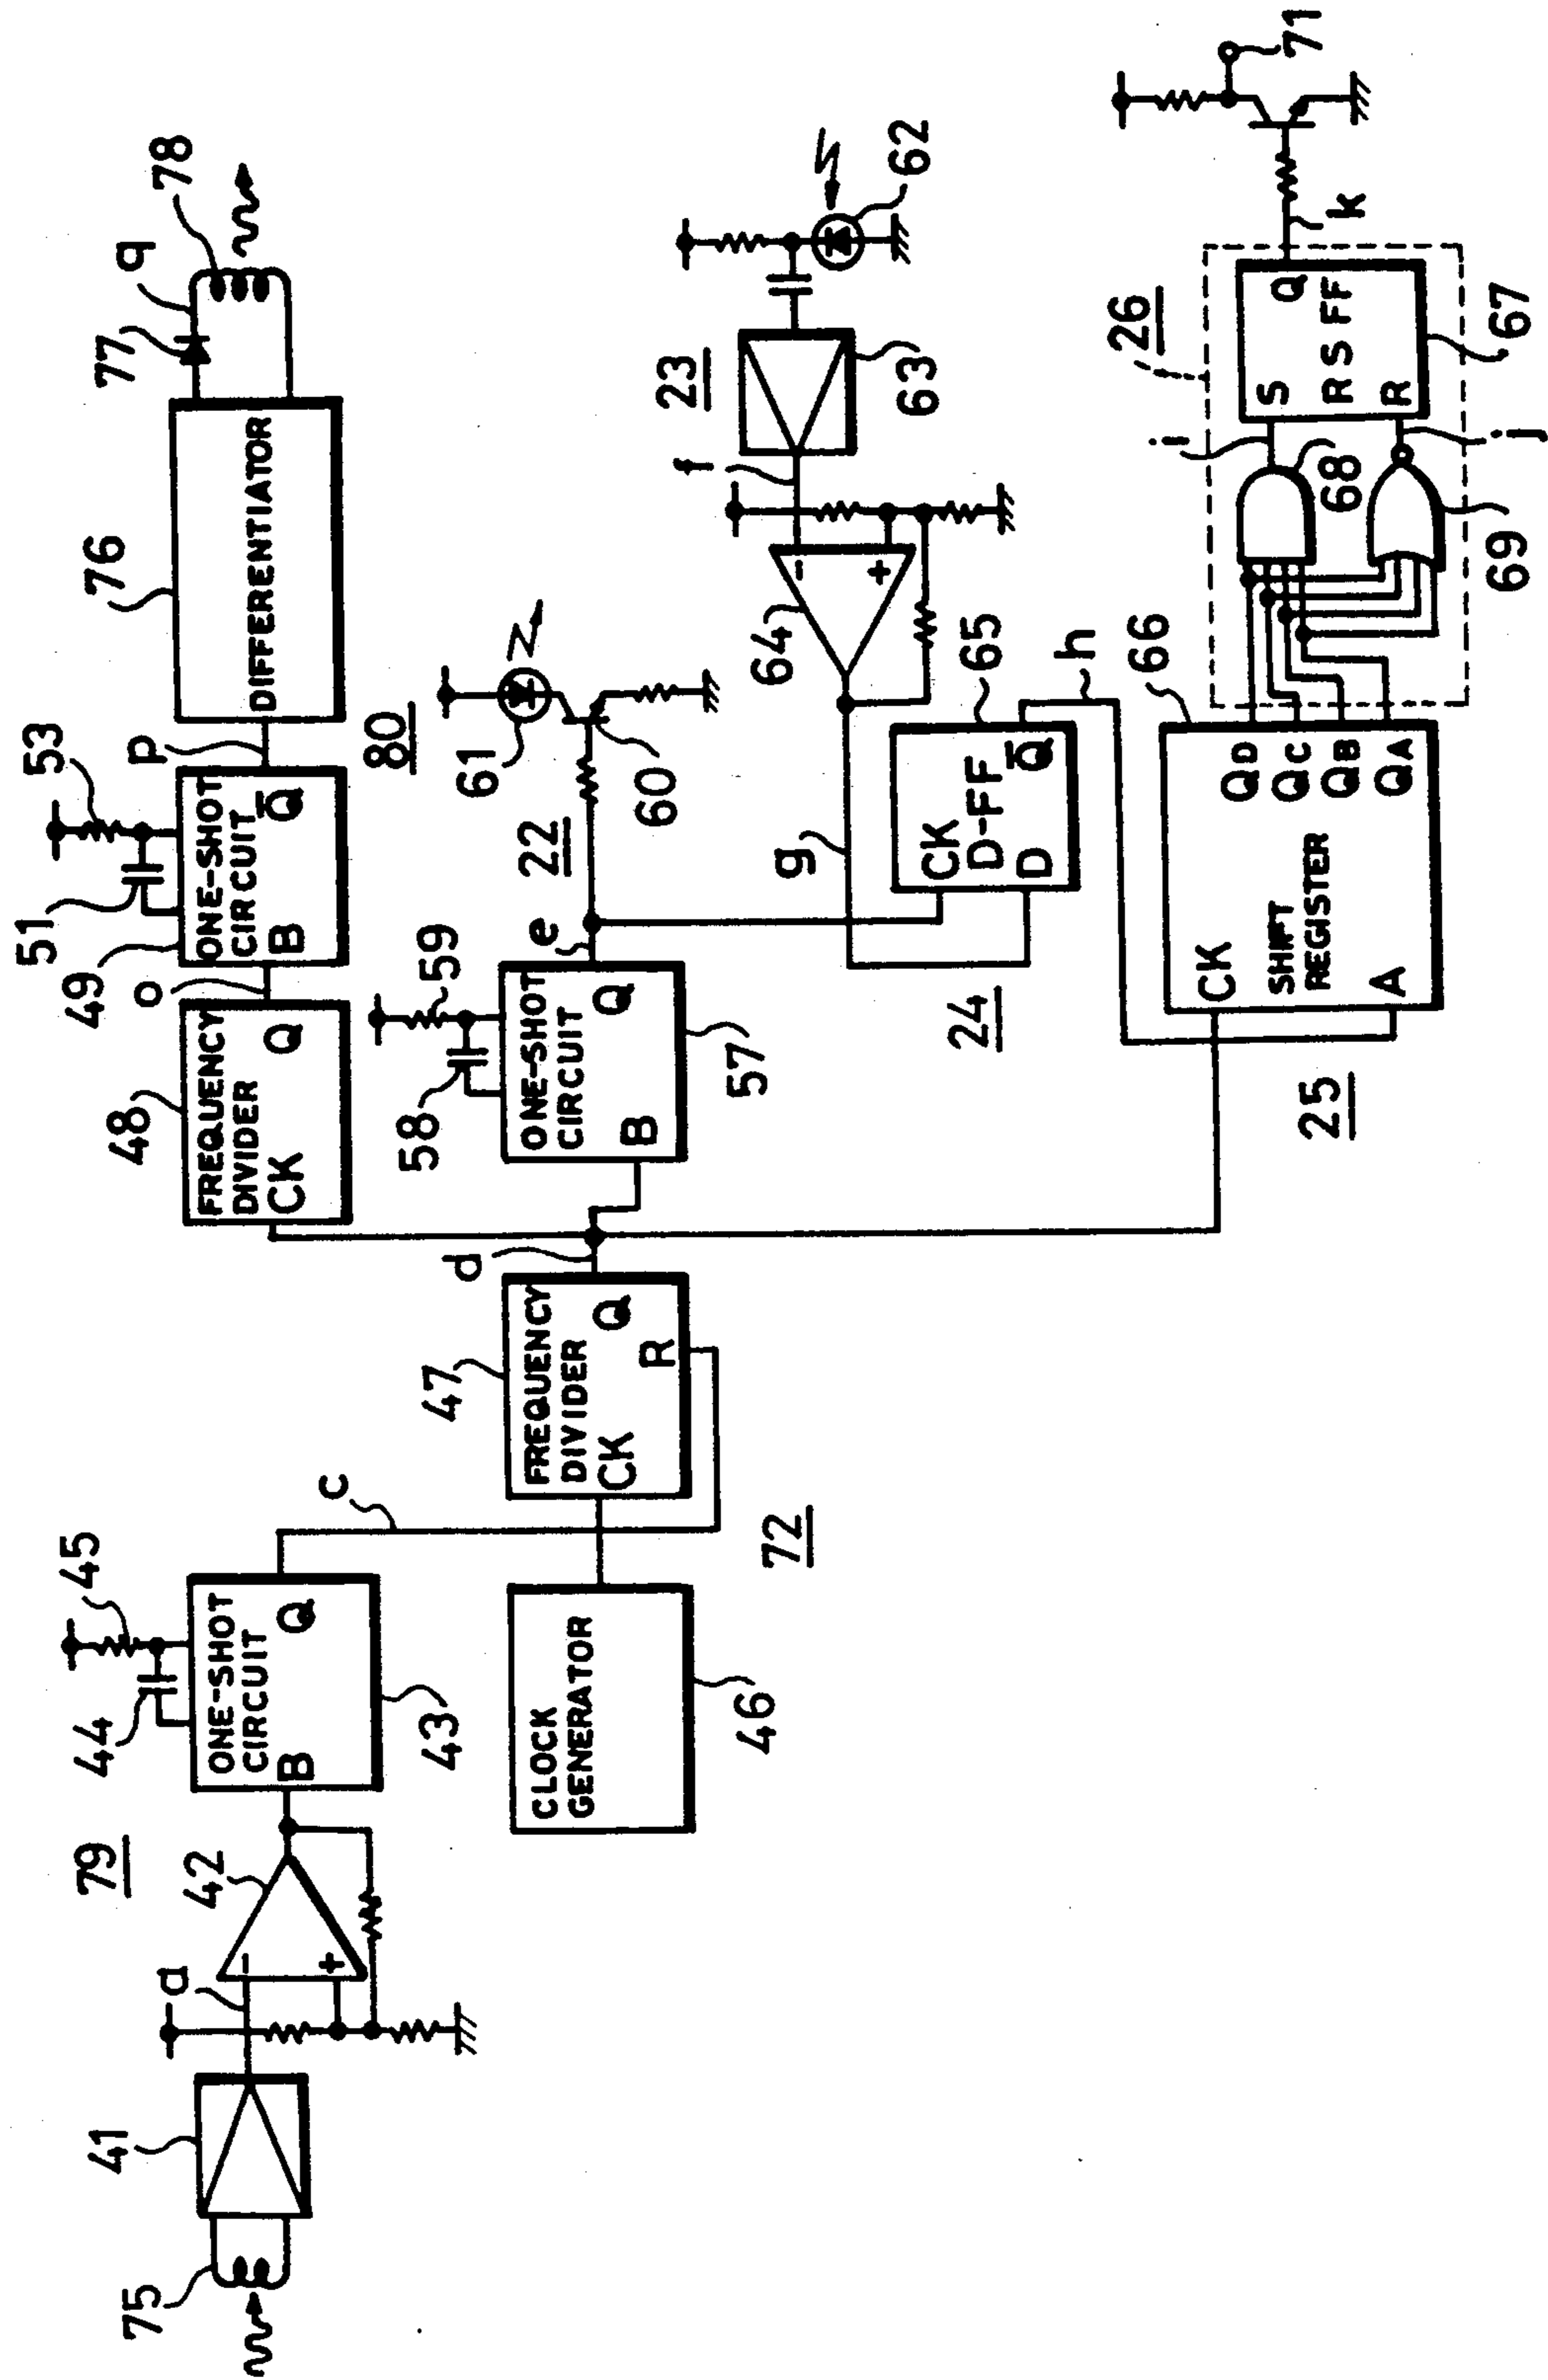 75
41
a
79
42
44
45
ONE-SHOT
CIRCUIT
B
Q
43
c
CLOCK
GENERATOR
46
72
47
FREQUENCY
DIVIDER
CK
Q
R
d
48
FREQUENCY
DIVIDER
CK
Q
o
49
51
53
ONE-SHOT
CIRCUIT
B
Q̅
p
76
DIFFERENTIATOR
77
q
78
80
58
59
ONE-SHOT
CIRCUIT
B
Q
57
e
22
61
60
23
62
63
f
64
-
+
-
+
g
24
CK
D-FF
D
Q̅
65
h
25
CK
SHIFT
REGISTER
A
QD
QC
QB
QA
66
26
i
68
j
69
S
Q
RS FF
R
67
k
71